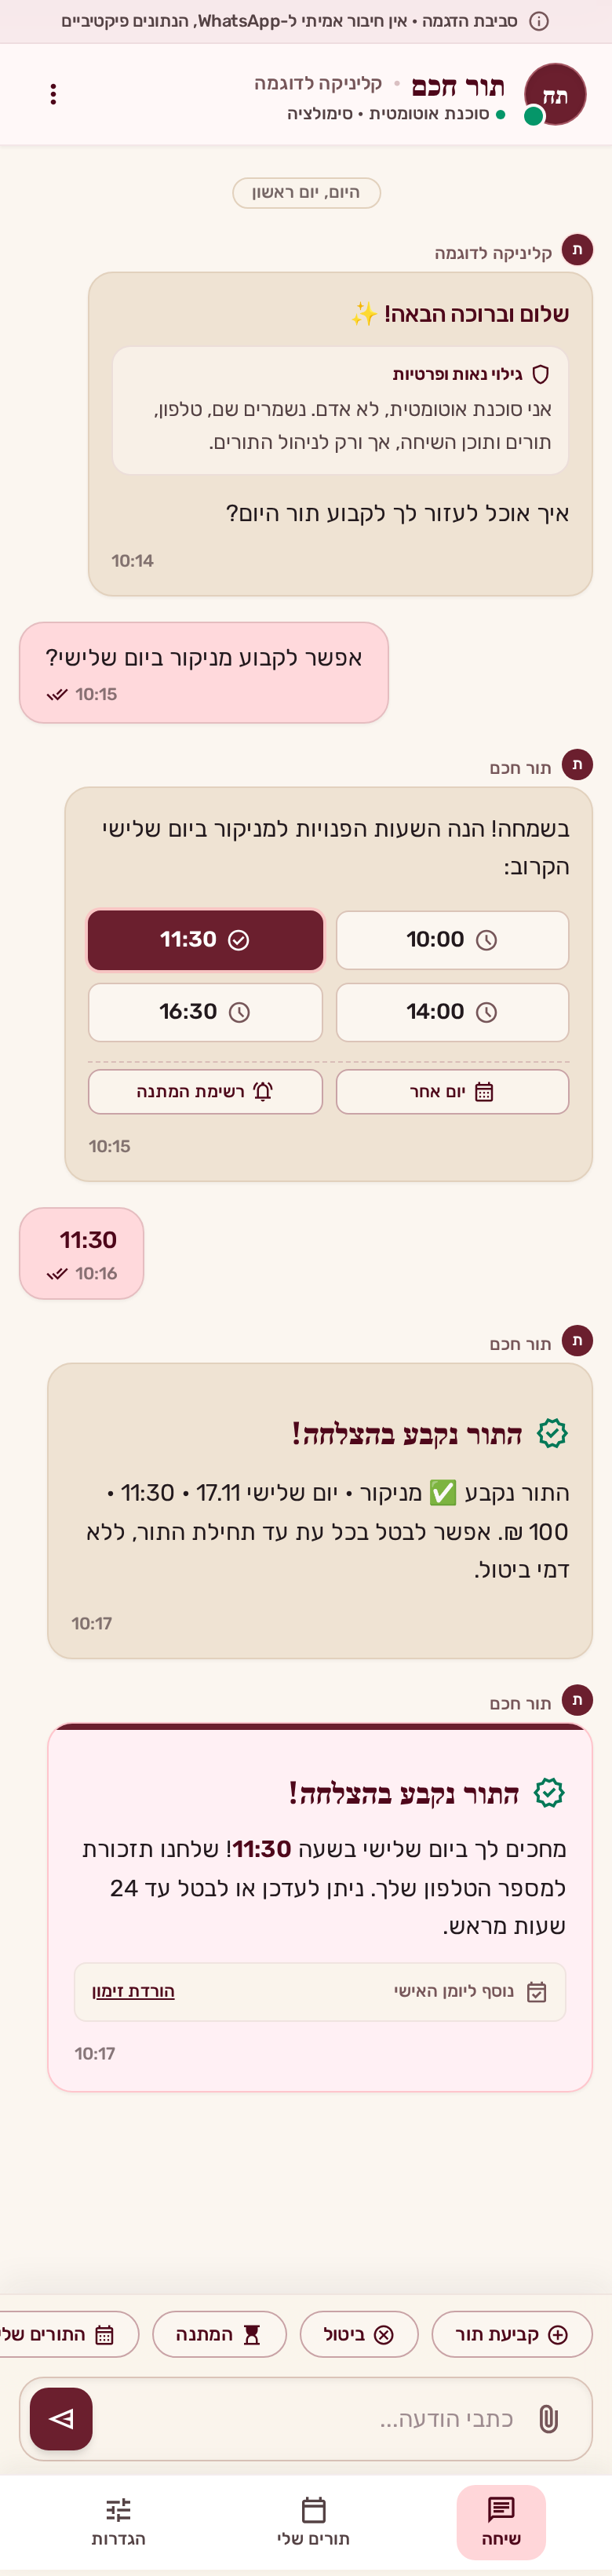 סביבת הדגמה • אין חיבור אמיתי ל-WhatsApp, הנתונים פיקטיביים
תח
תור חכם • קליניקה לדוגמה
סוכנת אוטומטית • סימולציה
היום, יום ראשון
ת
קליניקה לדוגמה
שלום וברוכה הבאה! ✨
גילוי נאות ופרטיות
אני סוכנת אוטומטית, לא אדם. נשמרים שם, טלפון,
תורים ותוכן השיחה, אך ורק לניהול התורים.
איך אוכל לעזור לך לקבוע תור היום?
10:14
אפשר לקבוע מניקור ביום שלישי?
10:15
ת
תור חכם
בשמחה! הנה השעות הפנויות למניקור ביום שלישי
הקרוב:
10:00
11:30
14:00
16:30
יום אחר
רשימת המתנה
10:15
11:30
10:16
ת
תור חכם
התור נקבע בהצלחה!
התור נקבע ✅ מניקור • יום שלישי 17.11 • 11:30 •
100 ₪. אפשר לבטל בכל עת עד תחילת התור, ללא
דמי ביטול.
10:17
ת
תור חכם
התור נקבע בהצלחה!
מחכים לך ביום שלישי בשעה 11:30! שלחנו תזכורת
למספר הטלפון שלך. ניתן לעדכן או לבטל עד 24
שעות מראש.
נוסף ליומן האישי
הורדת זימון
10:17
קביעת תור
ביטול
המתנה
התורים שלי
כתבי הודעה...
שיחה
תורים שלי
הגדרות